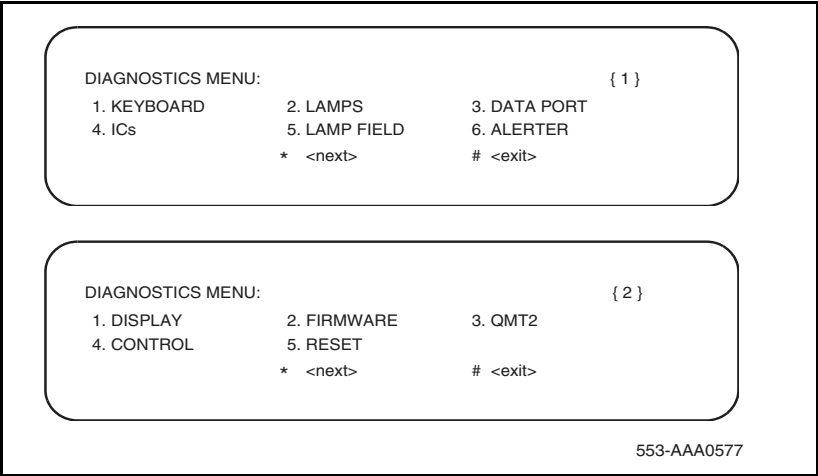 DIAGNOSTICS MENU: { 1 }
1. KEYBOARD 2. LAMPS 3. DATA PORT
4. ICs 5. LAMP FIELD 6. ALERTER
* <next> # <exit>
DIAGNOSTICS MENU: { 2 }
1. DISPLAY 2. FIRMWARE 3. QMT2
4. CONTROL 5. RESET
* <next> # <exit>
553-AAA0577